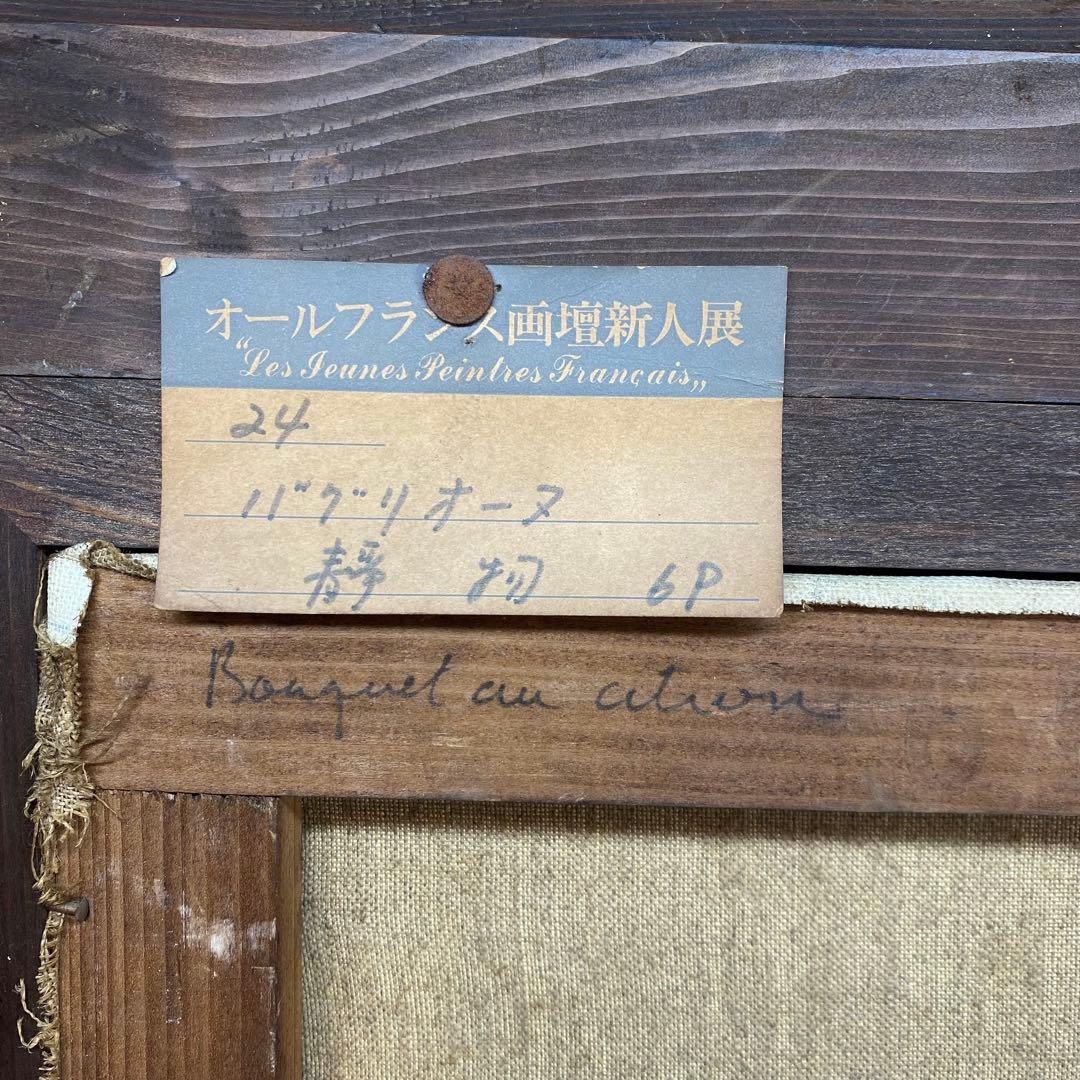 オールフランス画壇新人展
“Les Jeunes Peintres Français„
24
バグリオーヌ
静物 6P
Bouquet au citron